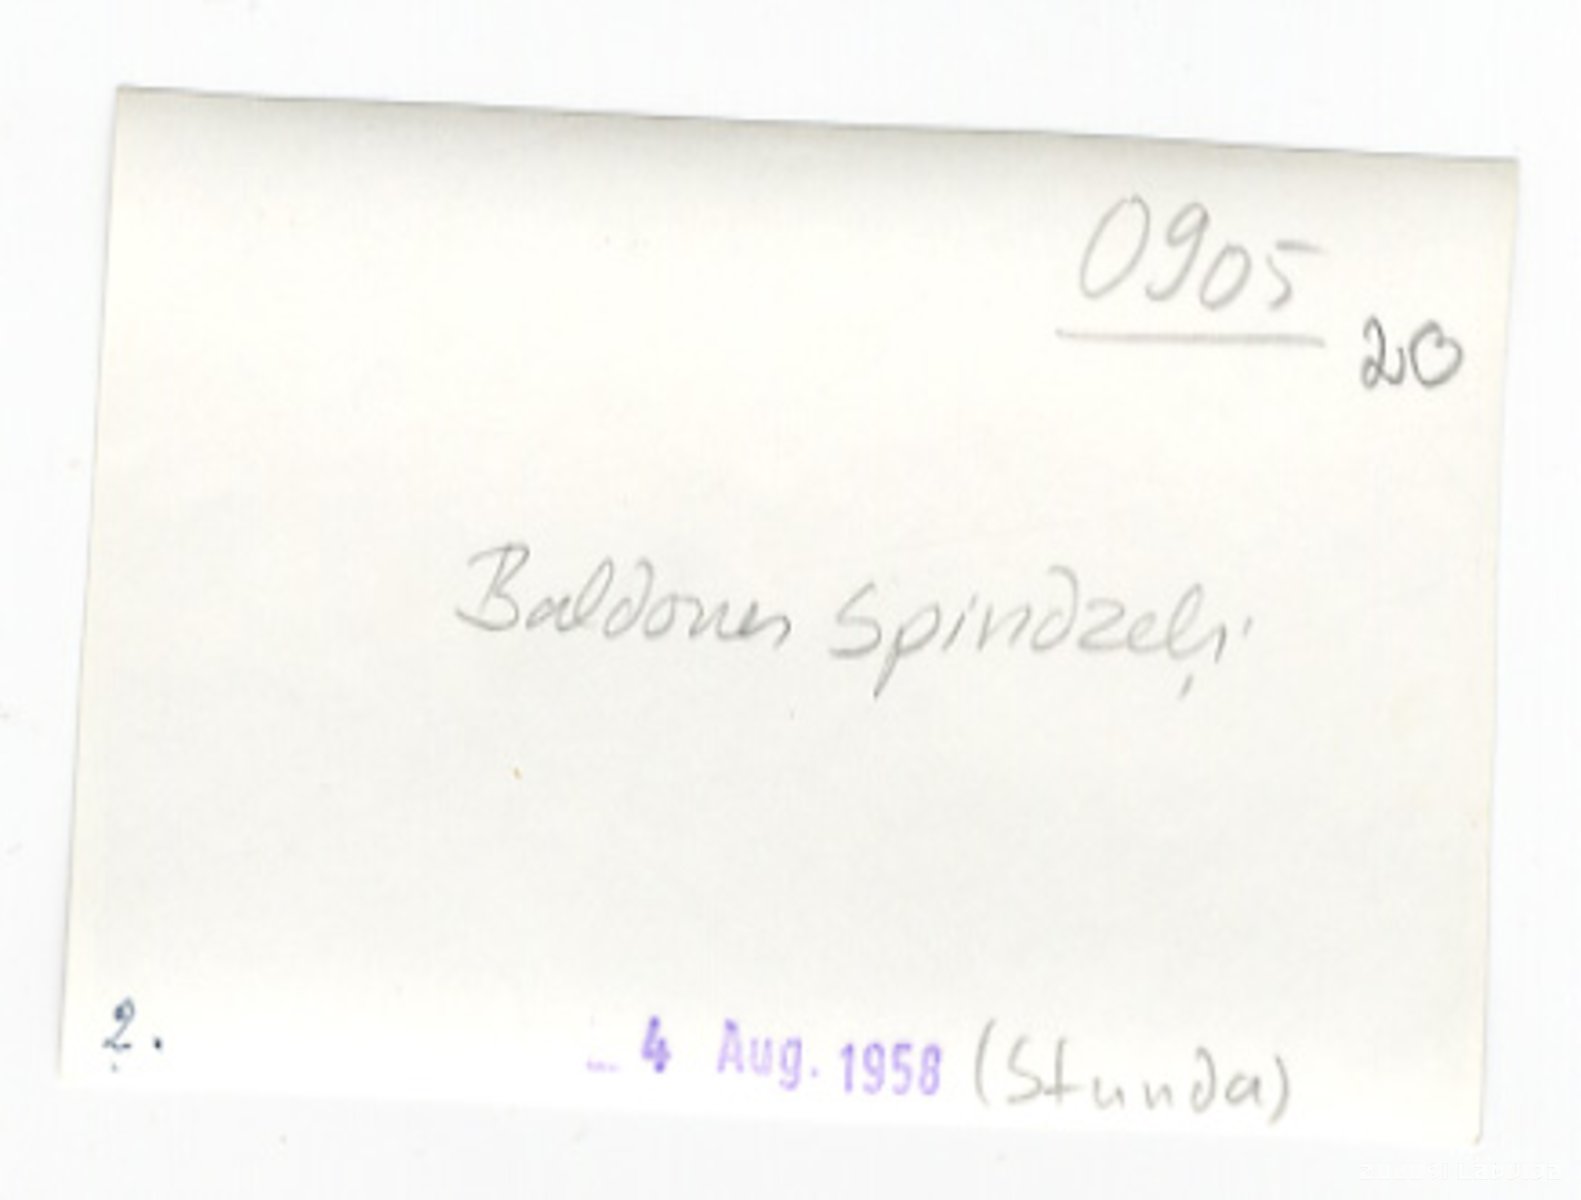 0905
20
Baldones Spindzeļi
2.
- 4 Aug. 1958 (Stunda)